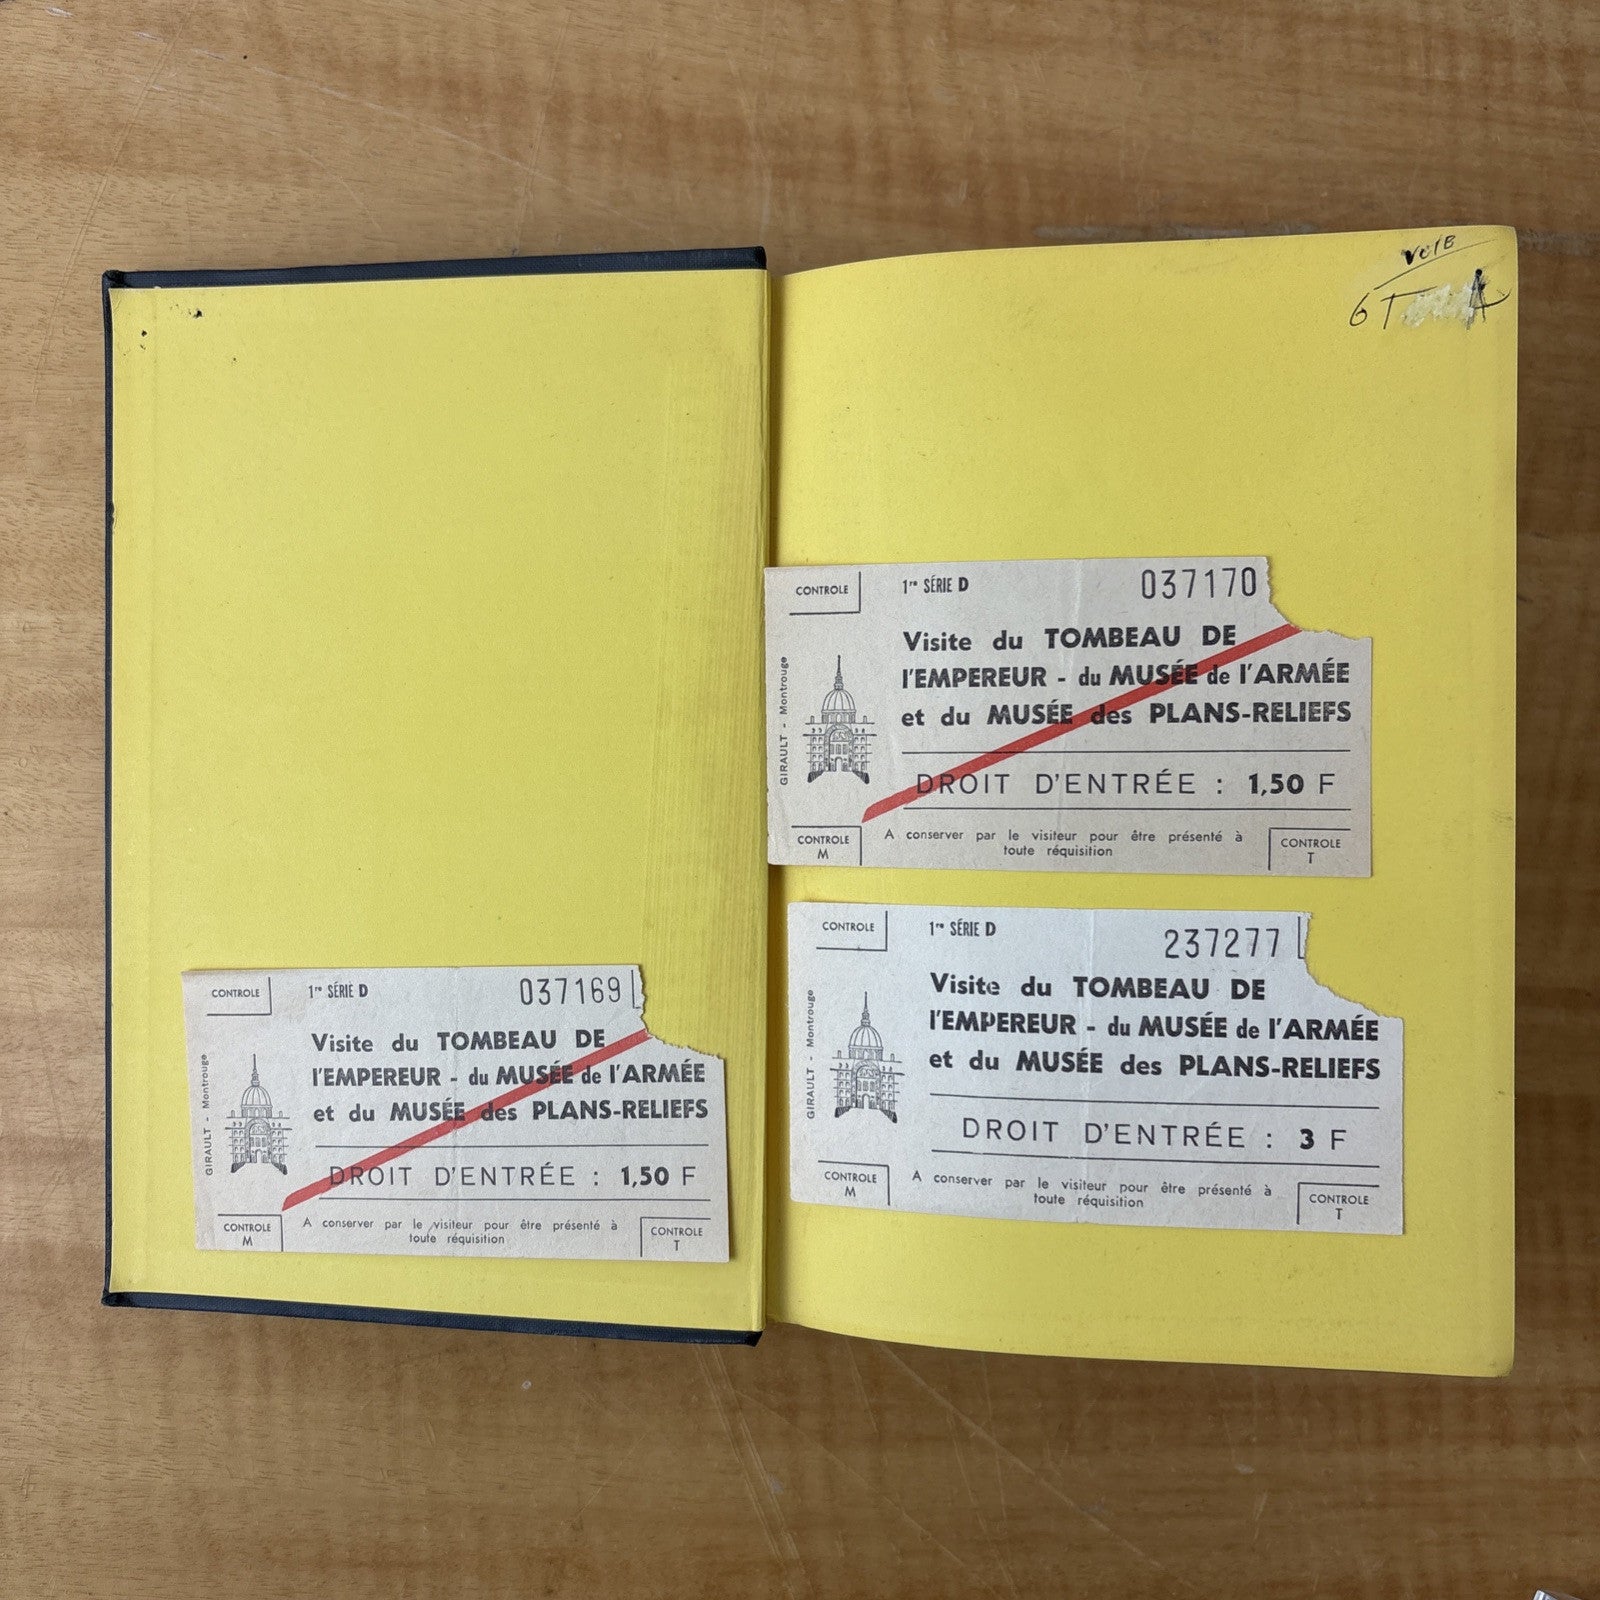 CONTROLE
1re SÉRIE D
037169
Visite du TOMBEAU DE
l'EMPEREUR - du MUSÉE de l'ARMÉE
et du MUSÉE des PLANS-RELIEFS
DROIT D'ENTRÉE : 1,50 F
A conserver par le visiteur pour être présenté à
toute réquisition
CONTROLE
M
CONTROLE
T
GIRAULT - Montrouge
6T
CONTROLE
1re SÉRIE D
037170
Visite du TOMBEAU DE
l'EMPEREUR - du MUSÉE de l'ARMÉE
et du MUSÉE des PLANS-RELIEFS
DROIT D'ENTRÉE : 1,50 F
A conserver par le visiteur pour être présenté à
toute réquisition
CONTROLE
M
CONTROLE
T
GIRAULT - Montrouge
CONTROLE
1re SÉRIE D
237277
Visite du TOMBEAU DE
l'EMPEREUR - du MUSÉE de l'ARMÉE
et du MUSÉE des PLANS-RELIEFS
DROIT D'ENTRÉE : 3 F
A conserver par le visiteur pour être présenté à
toute réquisition
CONTROLE
M
CONTROLE
T
GIRAULT - Montrouge